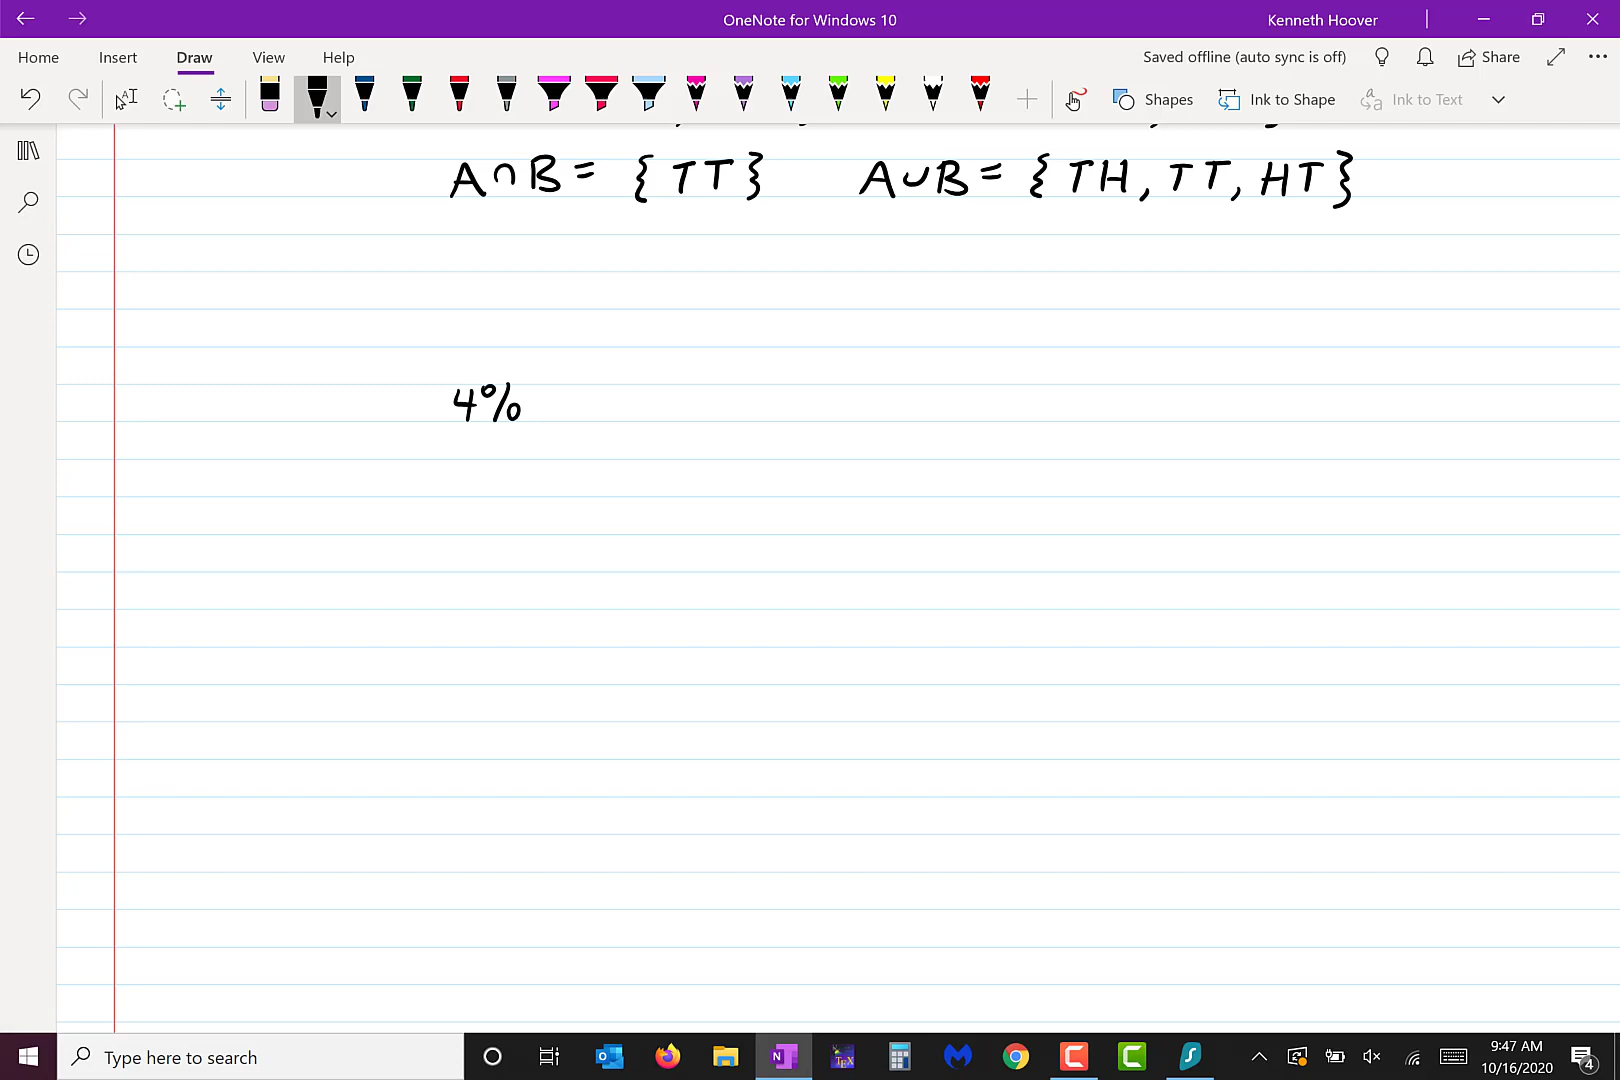 OneNote for Windows 10
Kenneth Hoover
Home Insert Draw View Help
Saved offline (auto sync is off) Share
Shapes Ink to Shape Ink to Text
A∩B = { TT } A∪B = { TH, TT, HT }
4%
Type here to search
9:47 AM
10/16/2020
4